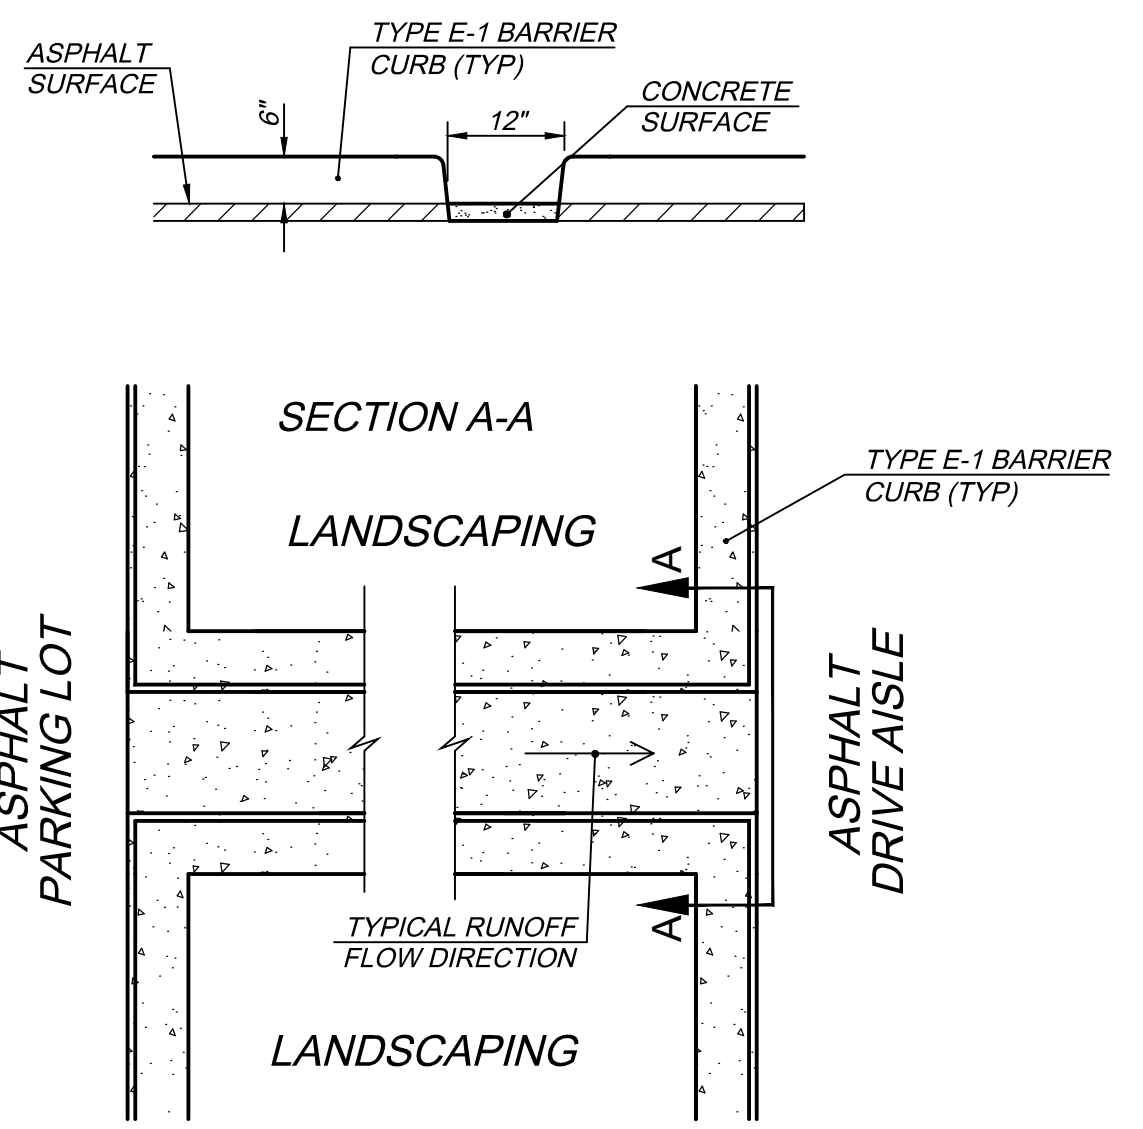 TYPE E-1 BARRIER
CURB (TYP)
ASPHALT
SURFACE
6"
12"
CONCRETE
SURFACE
SECTION A-A
LANDSCAPING
TYPE E-1 BARRIER
CURB (TYP)
A
ASPHALT
PARKING LOT
ASPHALT
DRIVE AISLE
A
TYPICAL RUNOFF
FLOW DIRECTION
LANDSCAPING